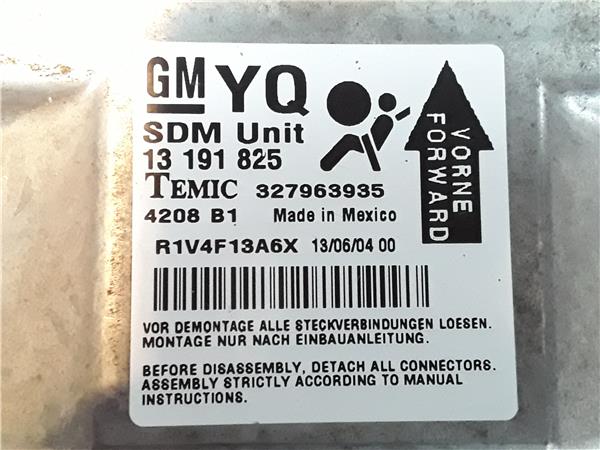 GM YQ
SDM Unit
13 191 825
TEMIC 327963935
4208 B1 Made in Mexico
R1V4F13A6X 13/06/04 00
VORNE
FORWARD
VOR DEMONTAGE ALLE STECKVERBINDUNGEN LOESEN.
MONTAGE NUR NACH EINBAUANLEITUNG.
BEFORE DISASSEMBLY, DETACH ALL CONNECTORS.
ASSEMBLY STRICTLY ACCORDING TO MANUAL
INSTRUCTIONS